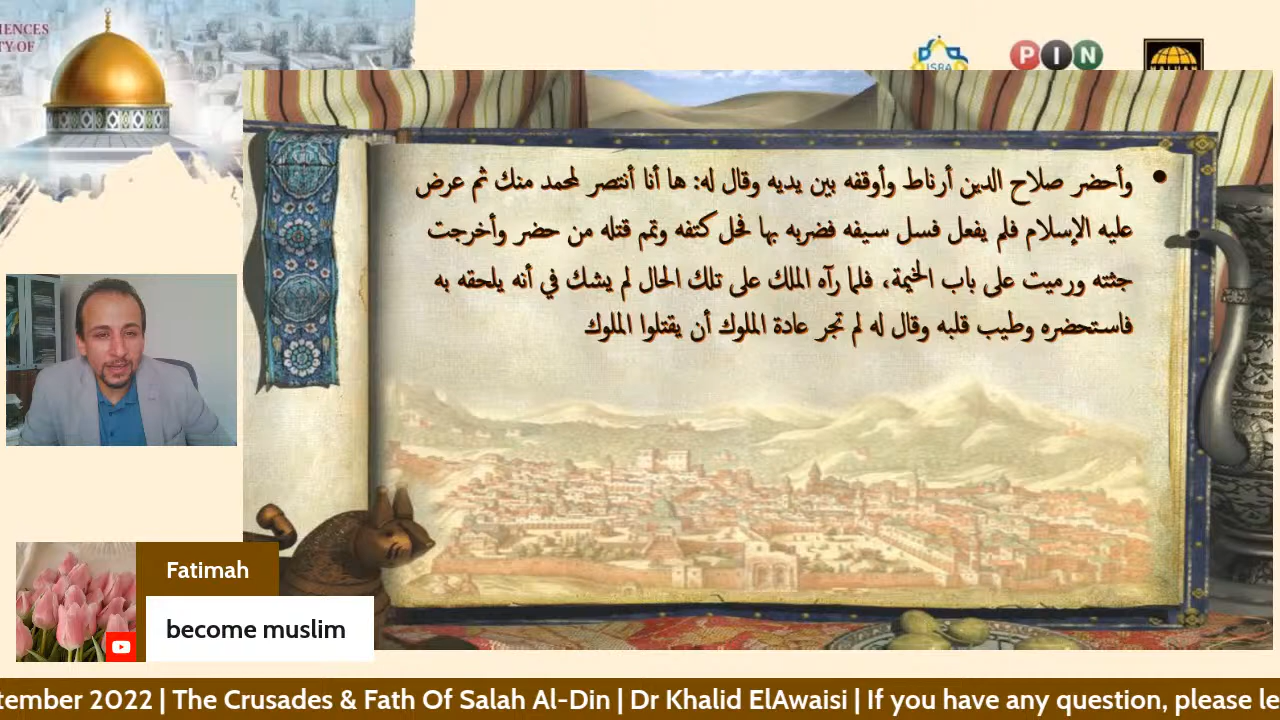 IENCES
TY OF
ISRA
PIN
• وأحضر صلاح الدين أرناط وأوقفه بين يديه وقال له: ها أنا أنتصر لمحمد منك ثم عرض
عليه الإسلام فلم يفعل فسل سيفه فضربه بها فحل كتفه وتمم قتله من حضر وأخرجت
جثته ورميت على باب الخيمة، فلما رآه الملك على تلك الحال لم يشك في أنه يلحقه به
فاستحضره وطيب قلبه وقال له لم تجر عادة الملوك أن يقتلوا الملوك
Fatimah
become muslim
tember 2022 | The Crusades & Fath Of Salah Al-Din | Dr Khalid ElAwaisi | If you have any question, please le